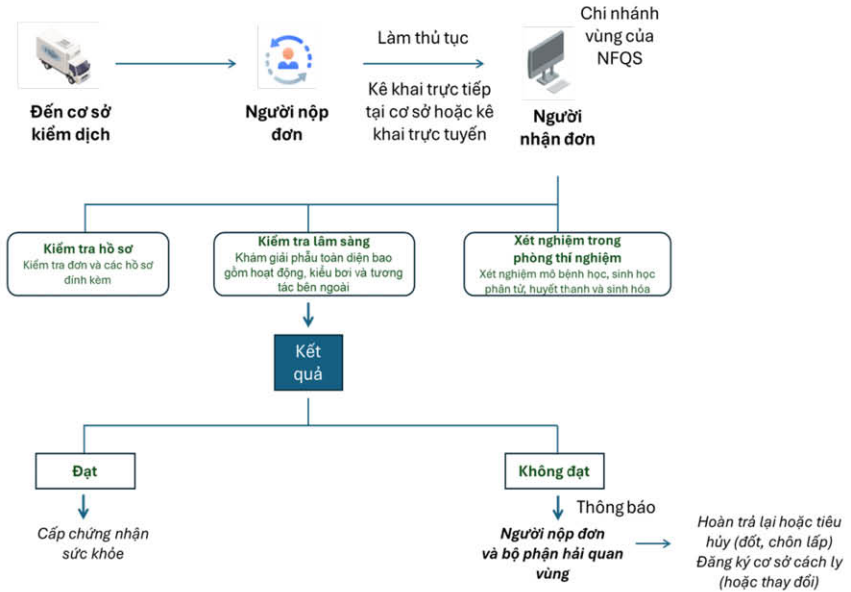 Chi nhánh
vùng của
NFQS
Làm thủ tục
Kê khai trực tiếp
tại cơ sở hoặc kê
khai trực tuyến
Đến cơ sở
kiểm dịch
Người nộp
đơn
Người
nhận đơn
Kiểm tra hồ sơ
Kiểm tra đơn và các hồ sơ
đính kèm
Kiểm tra lâm sàng
Khám giải phẫu toàn diện bao
gồm hoạt động, kiểu bơi và tương
tác bên ngoài
Xét nghiệm trong
phòng thí nghiệm
Xét nghiệm mô bệnh học, sinh học
phân tử, huyết thanh và sinh hóa
Kết
quả
Đạt
Không đạt
Cấp chứng nhận
sức khỏe
Thông báo
Người nộp đơn
và bộ phận hải quan
vùng
Hoàn trả lại hoặc tiêu
hủy (đốt, chôn lấp)
Đăng ký cơ sở cách ly
(hoặc thay đổi)